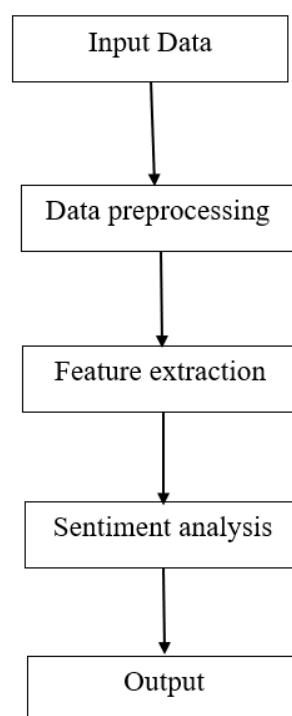 Input Data
Data preprocessing
Feature extraction
Sentiment analysis
Output